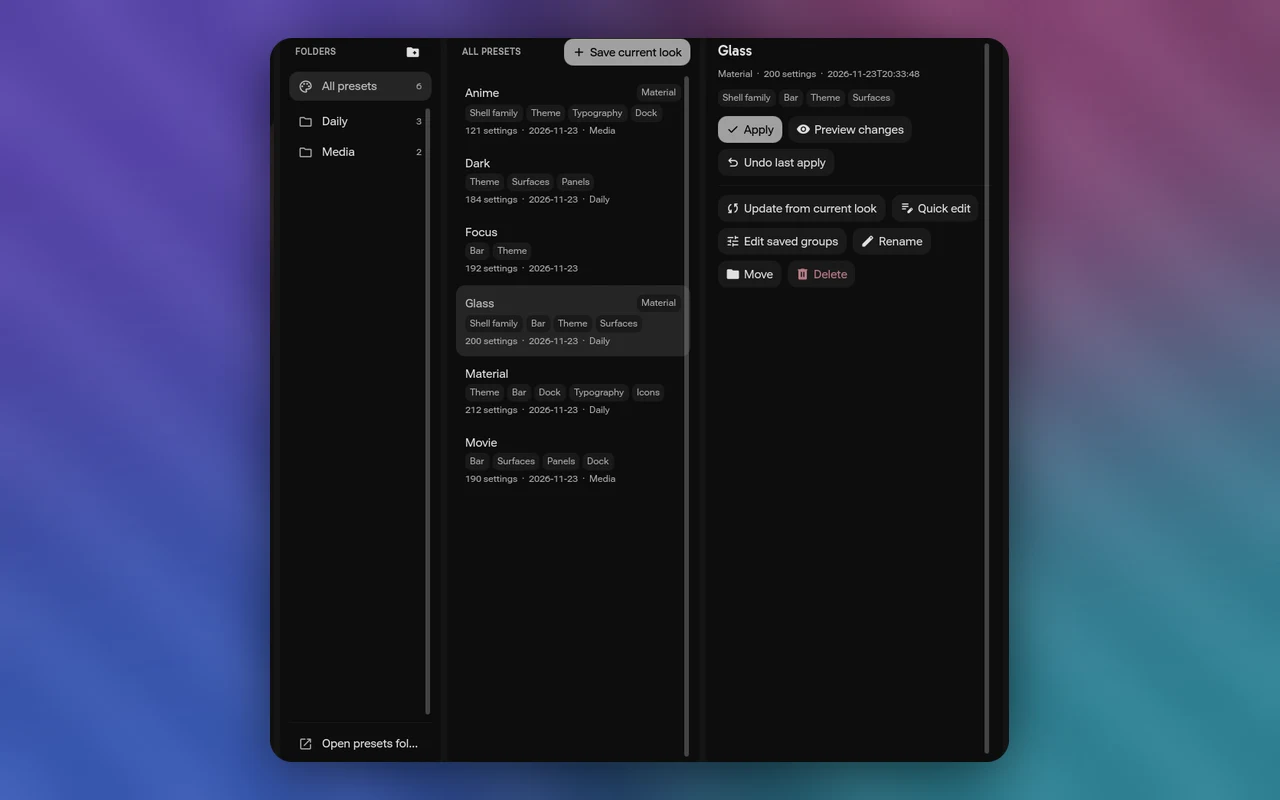 FOLDERS
All presets 6
Daily 3
Media 2
Open presets fol...
ALL PRESETS
+ Save current look
Anime Material
Shell family Theme Typography Dock
121 settings · 2026-11-23 · Media
Dark
Theme Surfaces Panels
184 settings · 2026-11-23 · Daily
Focus
Bar Theme
192 settings · 2026-11-23
Glass Material
Shell family Bar Theme Surfaces
200 settings · 2026-11-23 · Daily
Material
Theme Bar Dock Typography Icons
212 settings · 2026-11-23 · Daily
Movie
Bar Surfaces Panels Dock
190 settings · 2026-11-23 · Media
Glass
Material · 200 settings · 2026-11-23T20:33:48
Shell family Bar Theme Surfaces
Apply Preview changes
Undo last apply
Update from current look Quick edit
Edit saved groups Rename
Move Delete